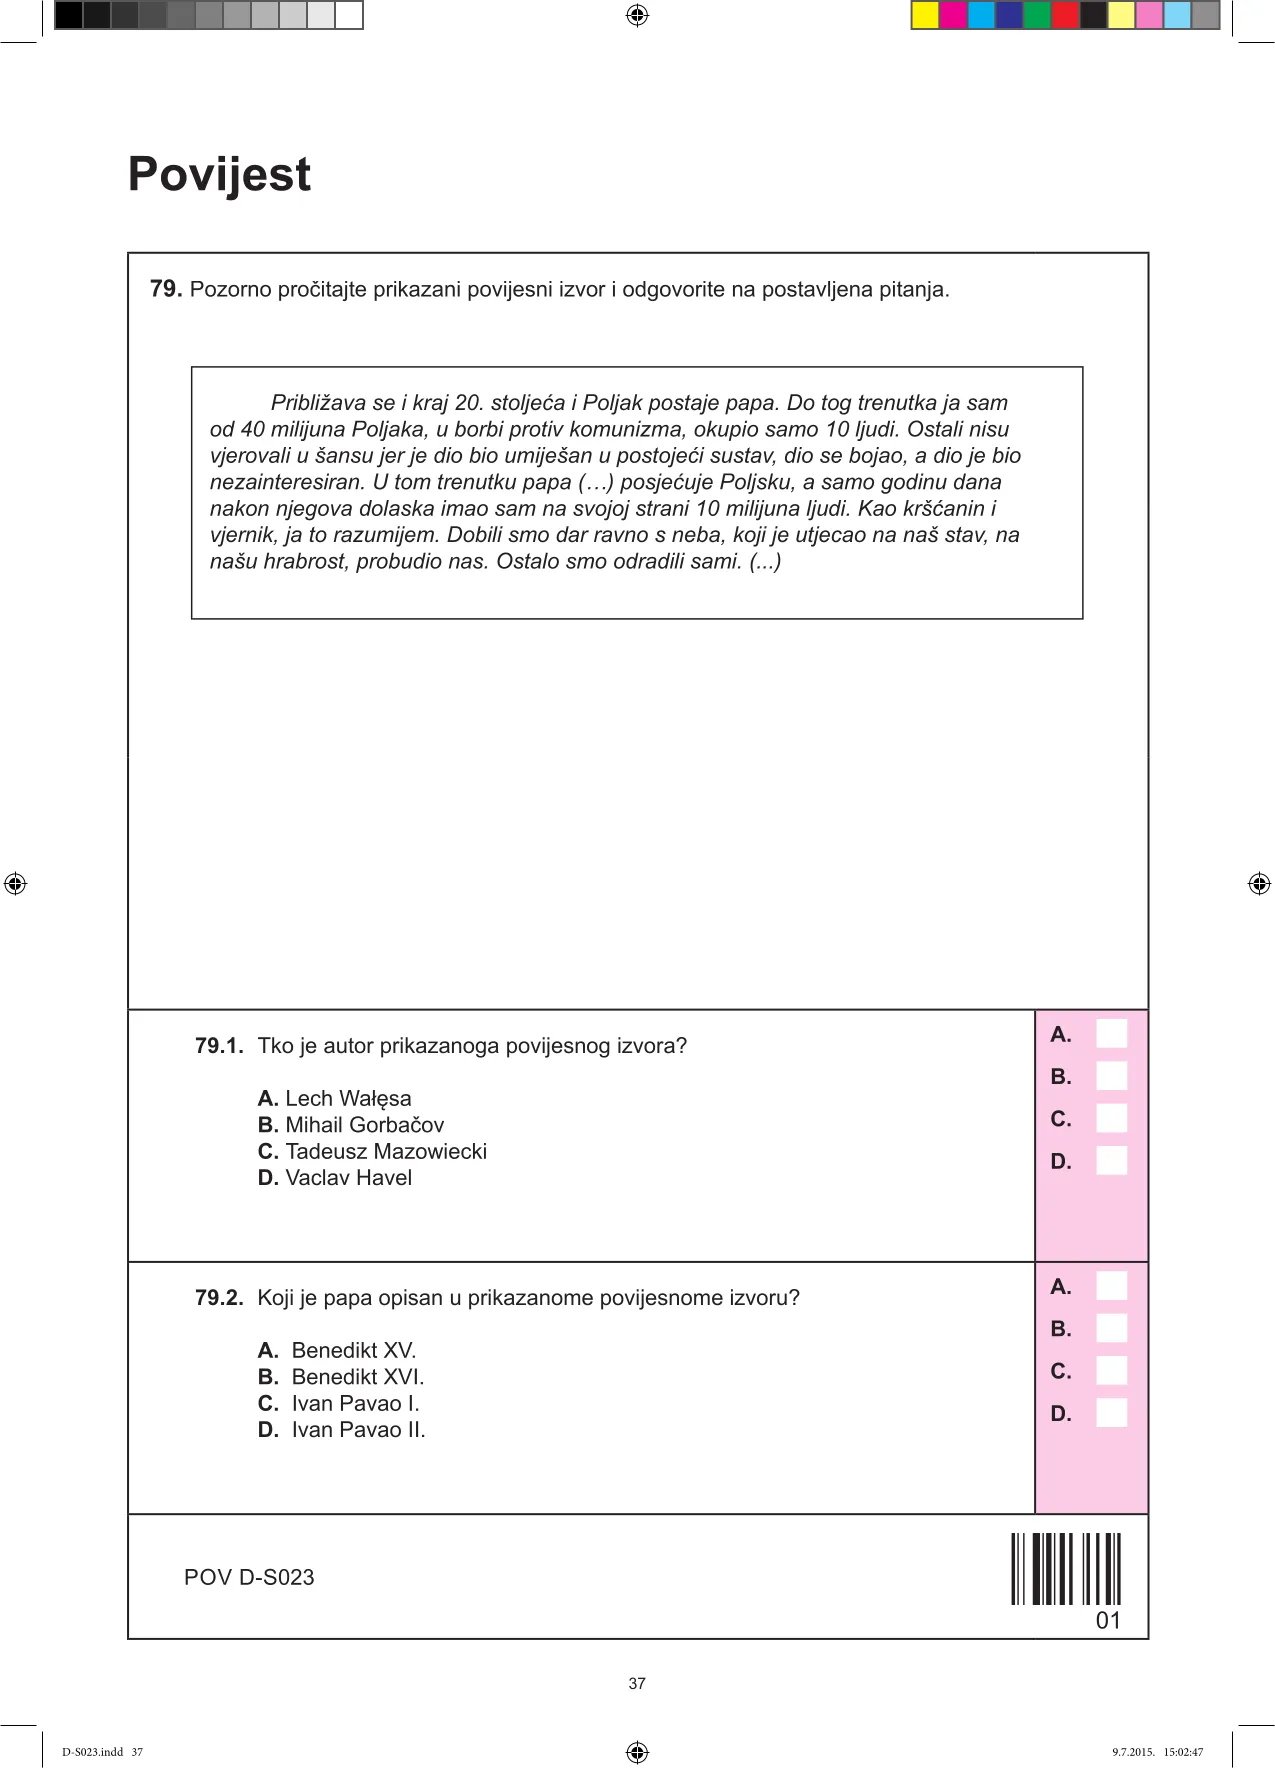 Povijest
79. Pozorno pročitajte prikazani povijesni izvor i odgovorite na postavljena pitanja.
Približava se i kraj 20. stoljeća i Poljak postaje papa. Do tog trenutka ja sam
od 40 milijuna Poljaka, u borbi protiv komunizma, okupio samo 10 ljudi. Ostali nisu
vjerovali u šansu jer je dio bio umiješan u postojeći sustav, dio se bojao, a dio je bio
nezainteresiran. U tom trenutku papa (…) posjećuje Poljsku, a samo godinu dana
nakon njegova dolaska imao sam na svojoj strani 10 milijuna ljudi. Kao kršćanin i
vjernik, ja to razumijem. Dobili smo dar ravno s neba, koji je utjecao na naš stav, na
našu hrabrost, probudio nas. Ostalo smo odradili sami. (...)
79.1. Tko je autor prikazanoga povijesnog izvora?
A. Lech Wałęsa
B. Mihail Gorbačov
C. Tadeusz Mazowiecki
D. Vaclav Havel
A.
B.
C.
D.
79.2. Koji je papa opisan u prikazanome povijesnome izvoru?
A. Benedikt XV.
B. Benedikt XVI.
C. Ivan Pavao I.
D. Ivan Pavao II.
A.
B.
C.
D.
POV D-S023
01
37
D-S023.indd 37
9.7.2015. 15:02:47